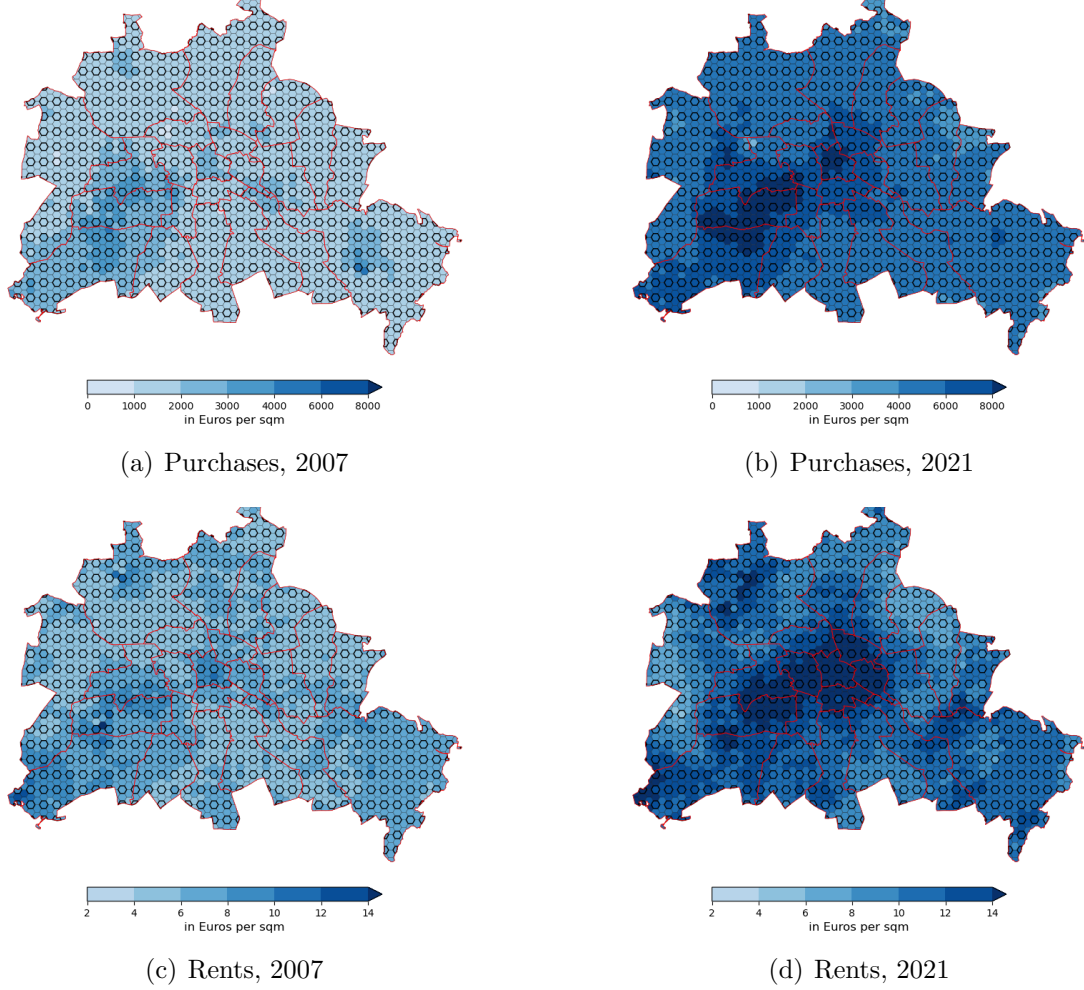 0 1000 2000 3000 4000 6000 8000
in Euros per sqm
(a) Purchases, 2007
0 1000 2000 3000 4000 6000 8000
in Euros per sqm
(b) Purchases, 2021
2 4 6 8 10 12 14
in Euros per sqm
(c) Rents, 2007
2 4 6 8 10 12 14
in Euros per sqm
(d) Rents, 2021